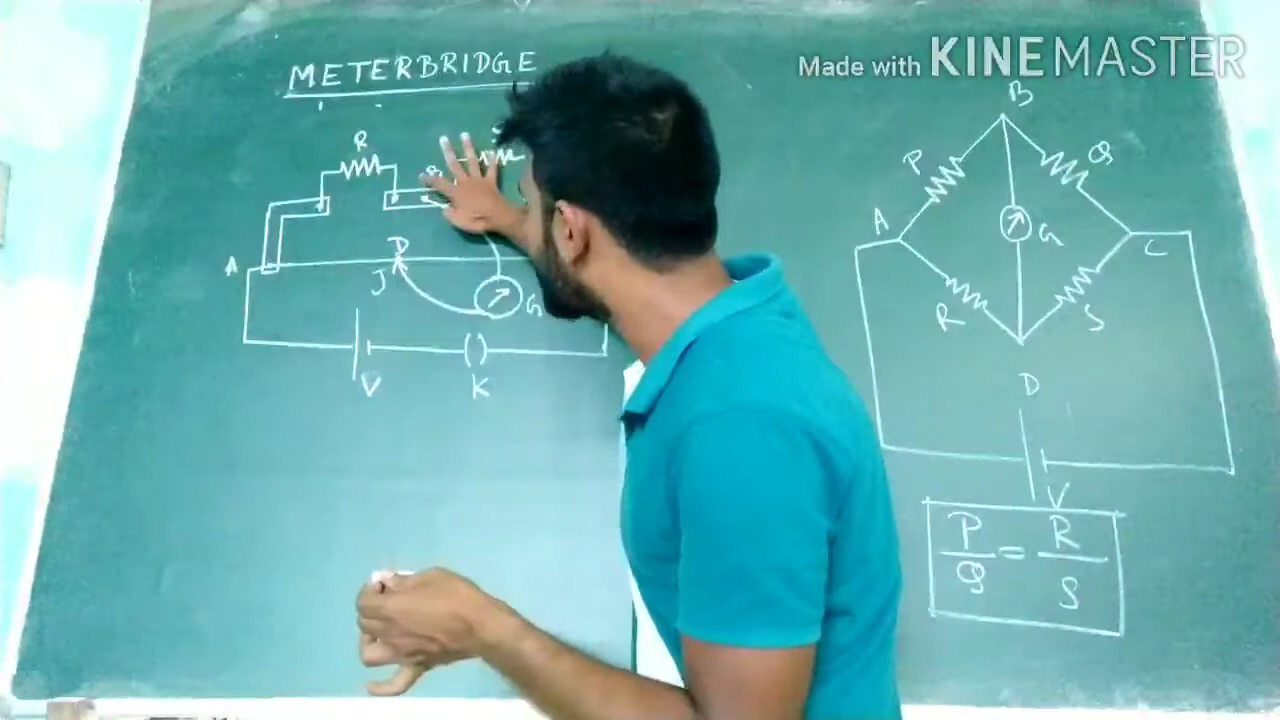 METERBRIDGE
R
A
D
J
G
V
K
Made with KINEMASTER
B
P
Q
A
G
C
R
S
D
V
P/Q = R/S